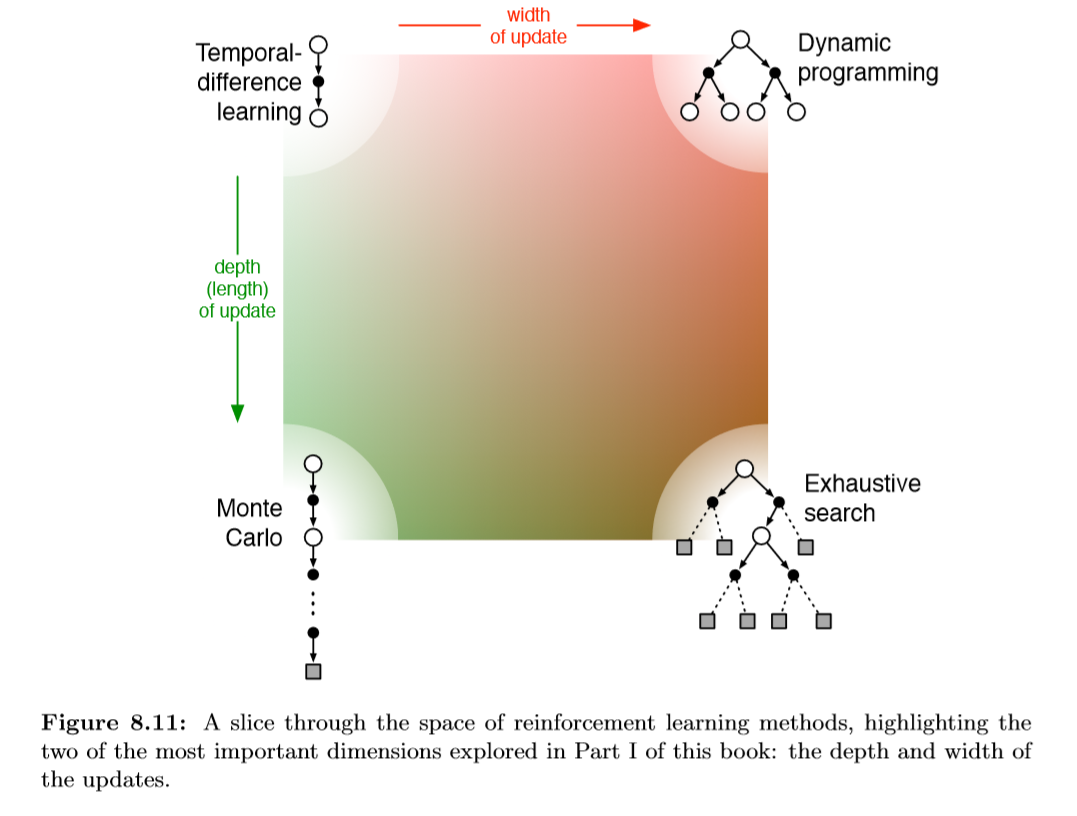 width
of update
Temporal-
difference
learning
Dynamic
programming
depth
(length)
of update
Monte
Carlo
Exhaustive
search
Figure 8.11: A slice through the space of reinforcement learning methods, highlighting the
two of the most important dimensions explored in Part I of this book: the depth and width of
the updates.